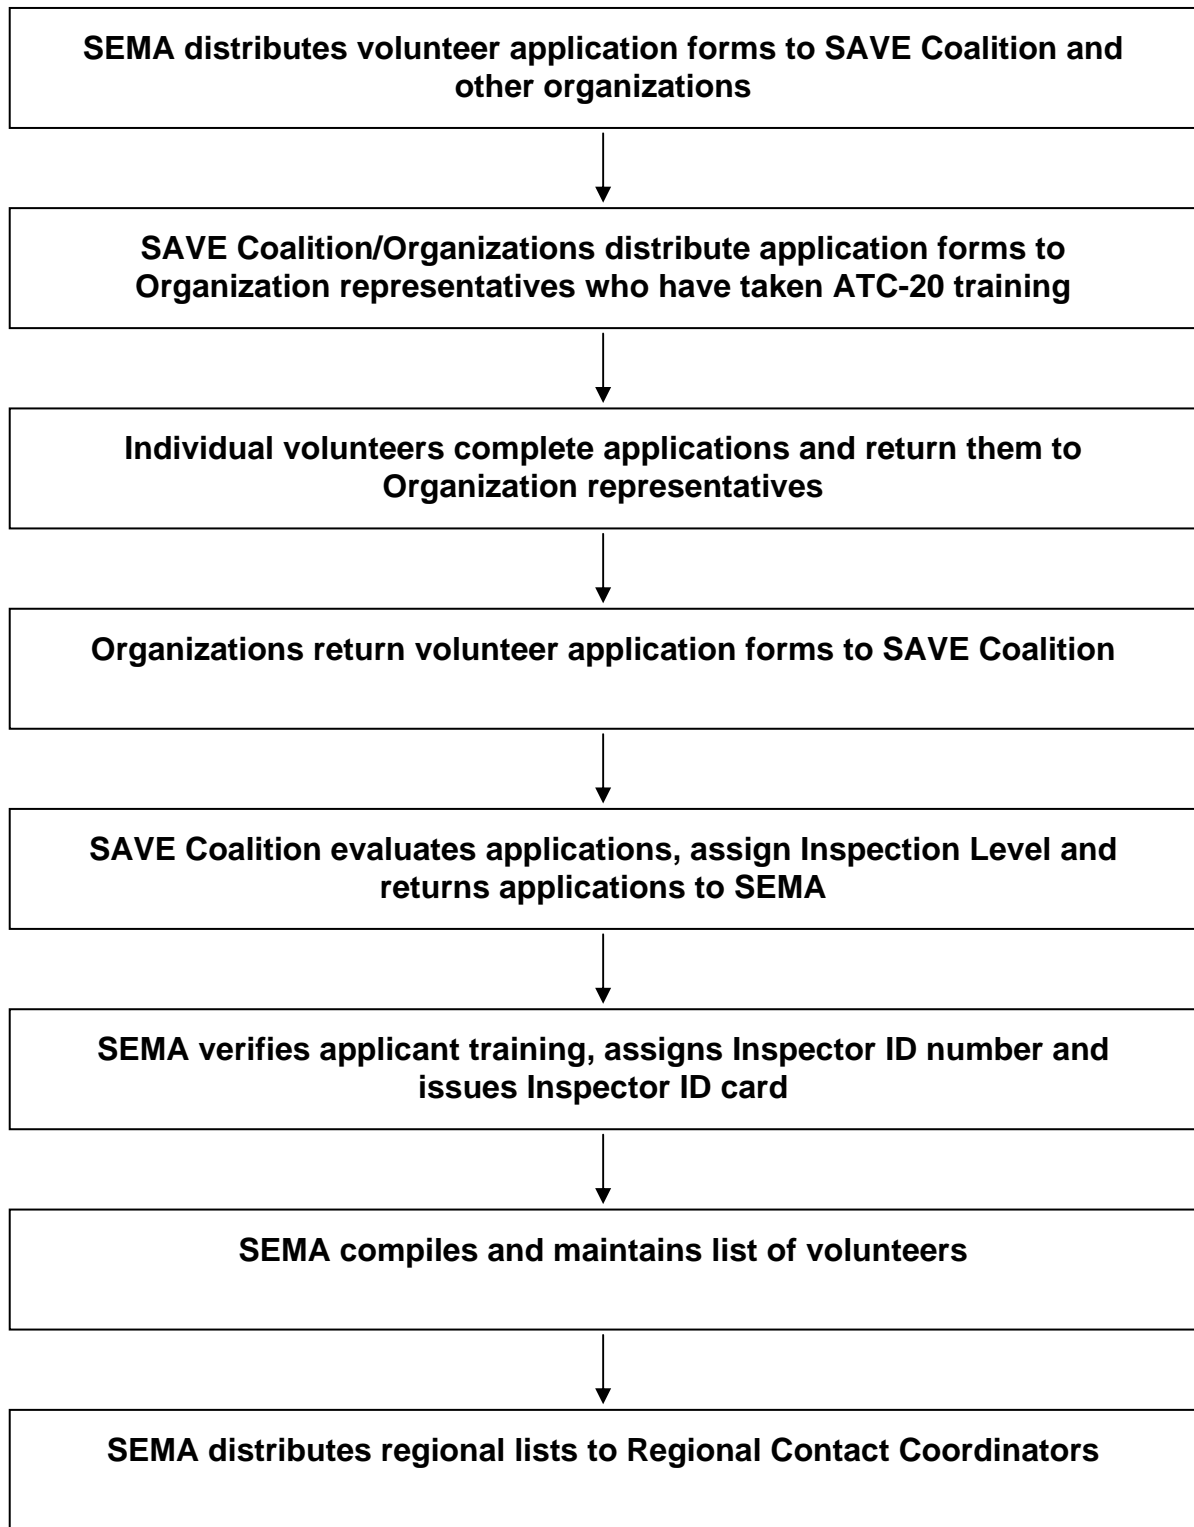 SEMA distributes volunteer application forms to SAVE Coalition and
other organizations
SAVE Coalition/Organizations distribute application forms to
Organization representatives who have taken ATC-20 training
Individual volunteers complete applications and return them to
Organization representatives
Organizations return volunteer application forms to SAVE Coalition
SAVE Coalition evaluates applications, assign Inspection Level and
returns applications to SEMA
SEMA verifies applicant training, assigns Inspector ID number and
issues Inspector ID card
SEMA compiles and maintains list of volunteers
SEMA distributes regional lists to Regional Contact Coordinators